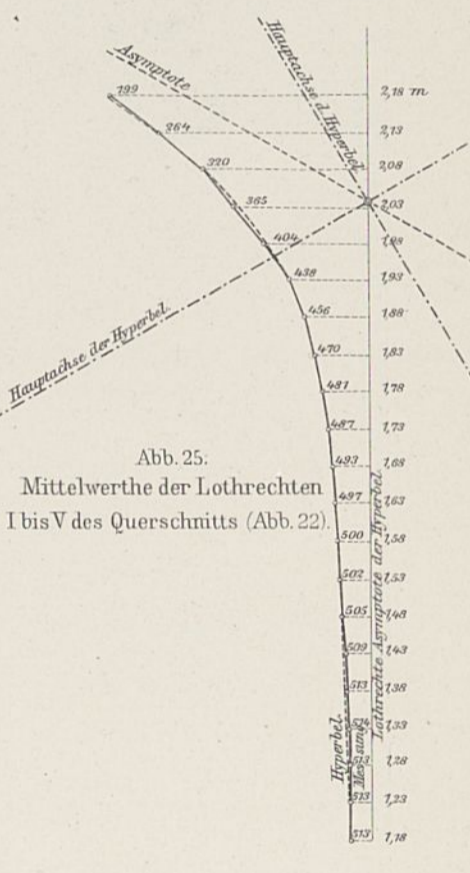 Hauptachse d. Hyperbel.
Asymptote
199 2,18 m
264 2,13
320 2,08
365 2,03
404 1,98
438 1,93
456 1,88
470 1,83
481 1,78
487 1,73
493 1,68
497 1,63
500 1,58
502 1,53
505 1,48
509 1,43
513 1,38
514 1,33
513 1,28
513 1,23
513 1,18
Hauptachse der Hyperbel.
Abb. 25.
Mittelwerthe der Lothrechten
I bis V des Querschnitts (Abb. 22).
Hyperbel.
Messung.
Lothrechte Asymptote der Hyperbel.